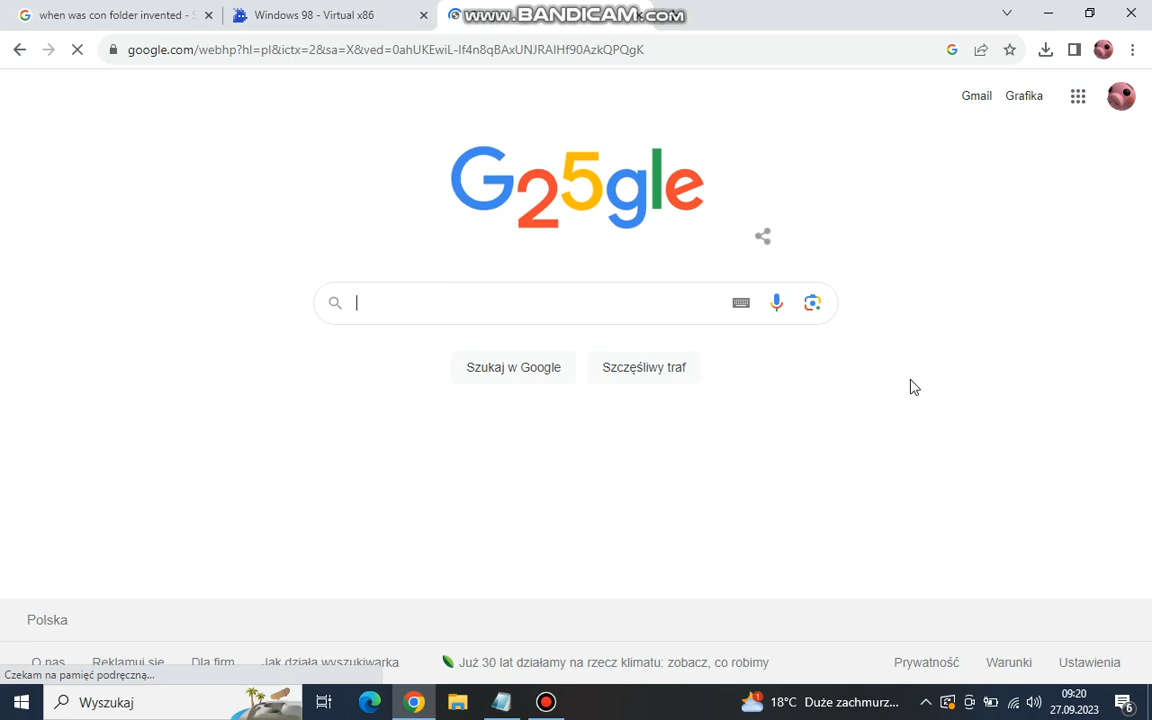 when was con folder invented - S
Windows 98 - Virtual x86
www.BANDICAM.com
google.com/webhp?hl=pl&ictx=2&sa=X&ved=0ahUKEwiL-If4n8qBAxUNJRAIHf90AzkQPQgK
Gmail Grafika
G25gle
Szukaj w Google Szczęśliwy traf
Polska
O nas Reklamuj się Dla firm Jak działa wyszukiwarka Już 30 lat działamy na rzecz klimatu: zobacz, co robimy Prywatność Warunki Ustawienia
Czekam na pamięć podręczną...
Wyszukaj 1 18°C Duże zachmurz... 09:20
27.09.2023 6